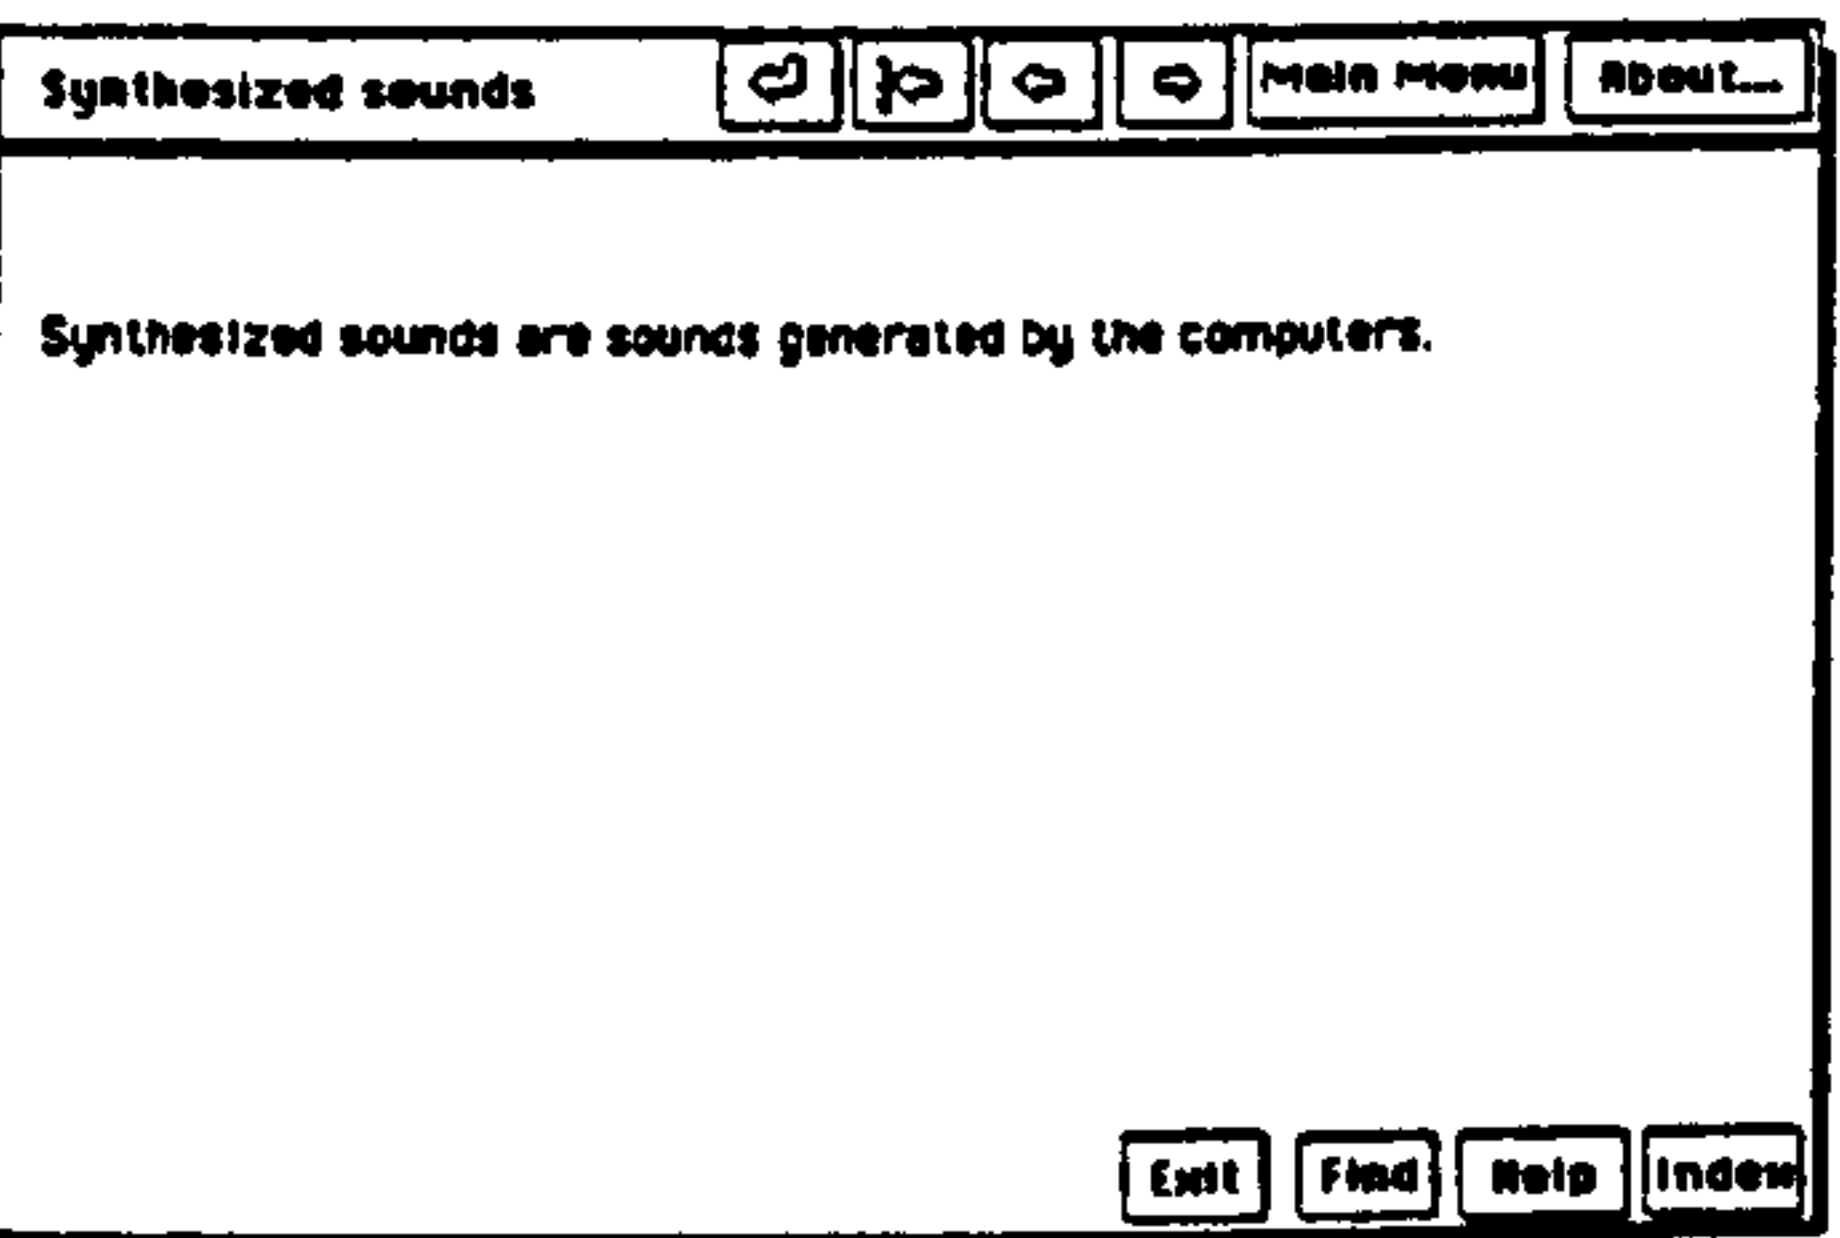 Synthesized sounds
Main Menu
About...
Synthesized sounds are sounds generated by the computers.
Exit
Find
Help
Index